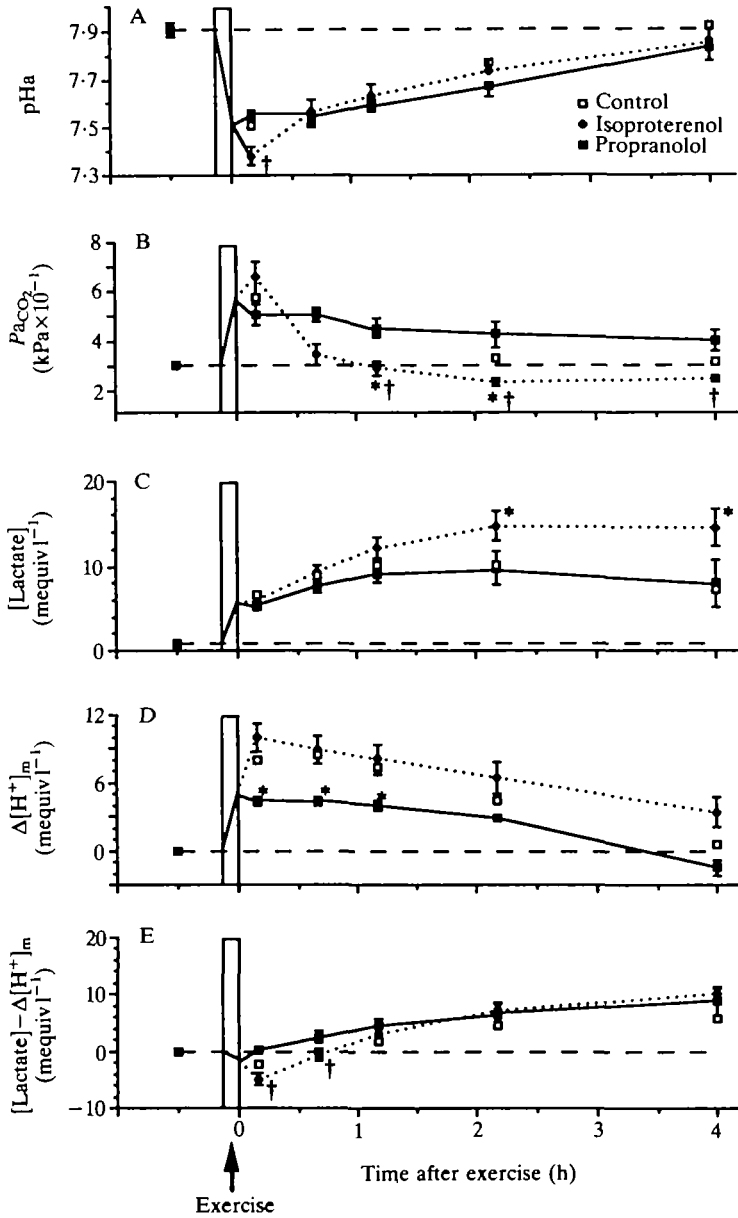 A
7·9
7·7
7·5
7·3
pHa
Control
Isoproterenol
Propranolol
†
B
8
6
4
2
PaCO2
(kPa×10−1)
*† *† †
C
20
10
0
[Lactate]
(mequiv l−1)
* *
D
12
6
0
Δ[H+]m
(mequiv l−1)
* * *
E
20
10
0
−10
[Lactate]−Δ[H+]m
(mequiv l−1)
† †
0 1 2 3 4
Time after exercise (h)
Exercise